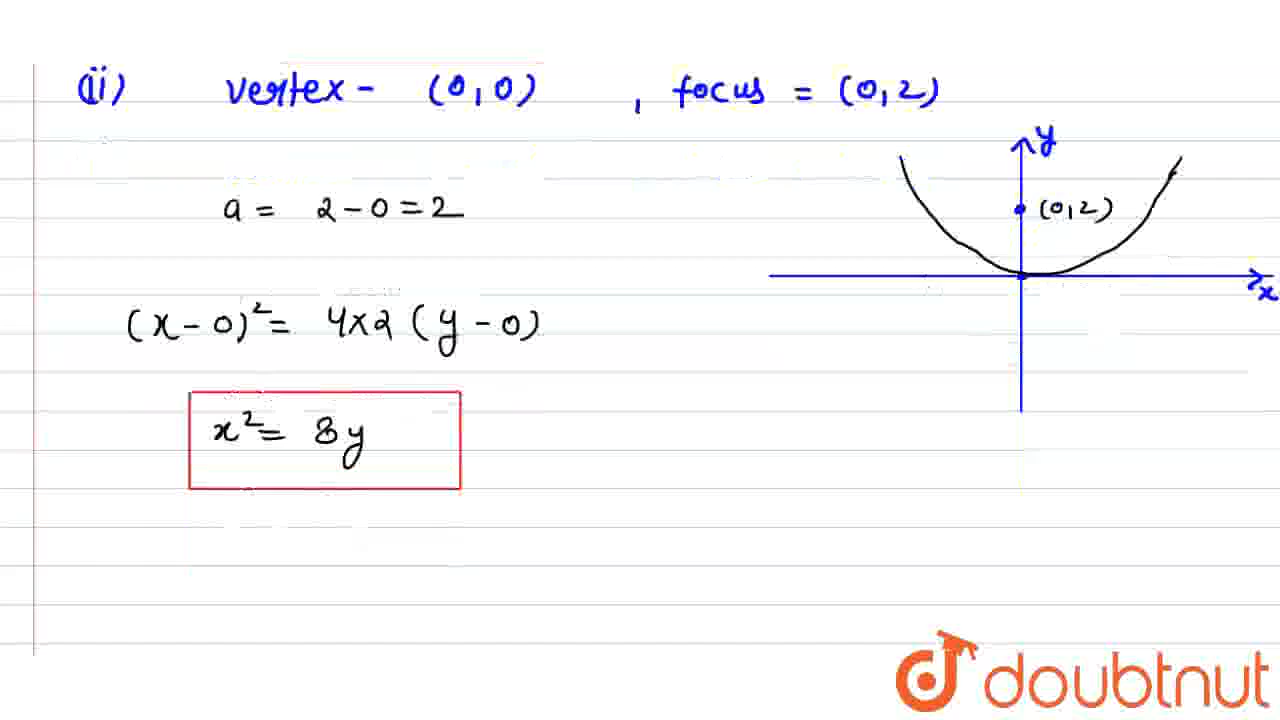 (ii) vertex - (0,0) , focus = (0,2)
y
(0,2)
a = 2-0=2
x
(x-0)²= 4×2 (y-0)
x²= 8y
doubtnut